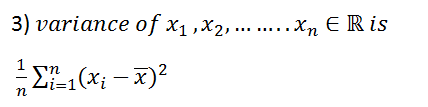 3) variance of x₁ ,x₂, … … . . xₙ ∈ ℝ is
1/n ∑ⁿᵢ₌₁(xᵢ − x̅)²